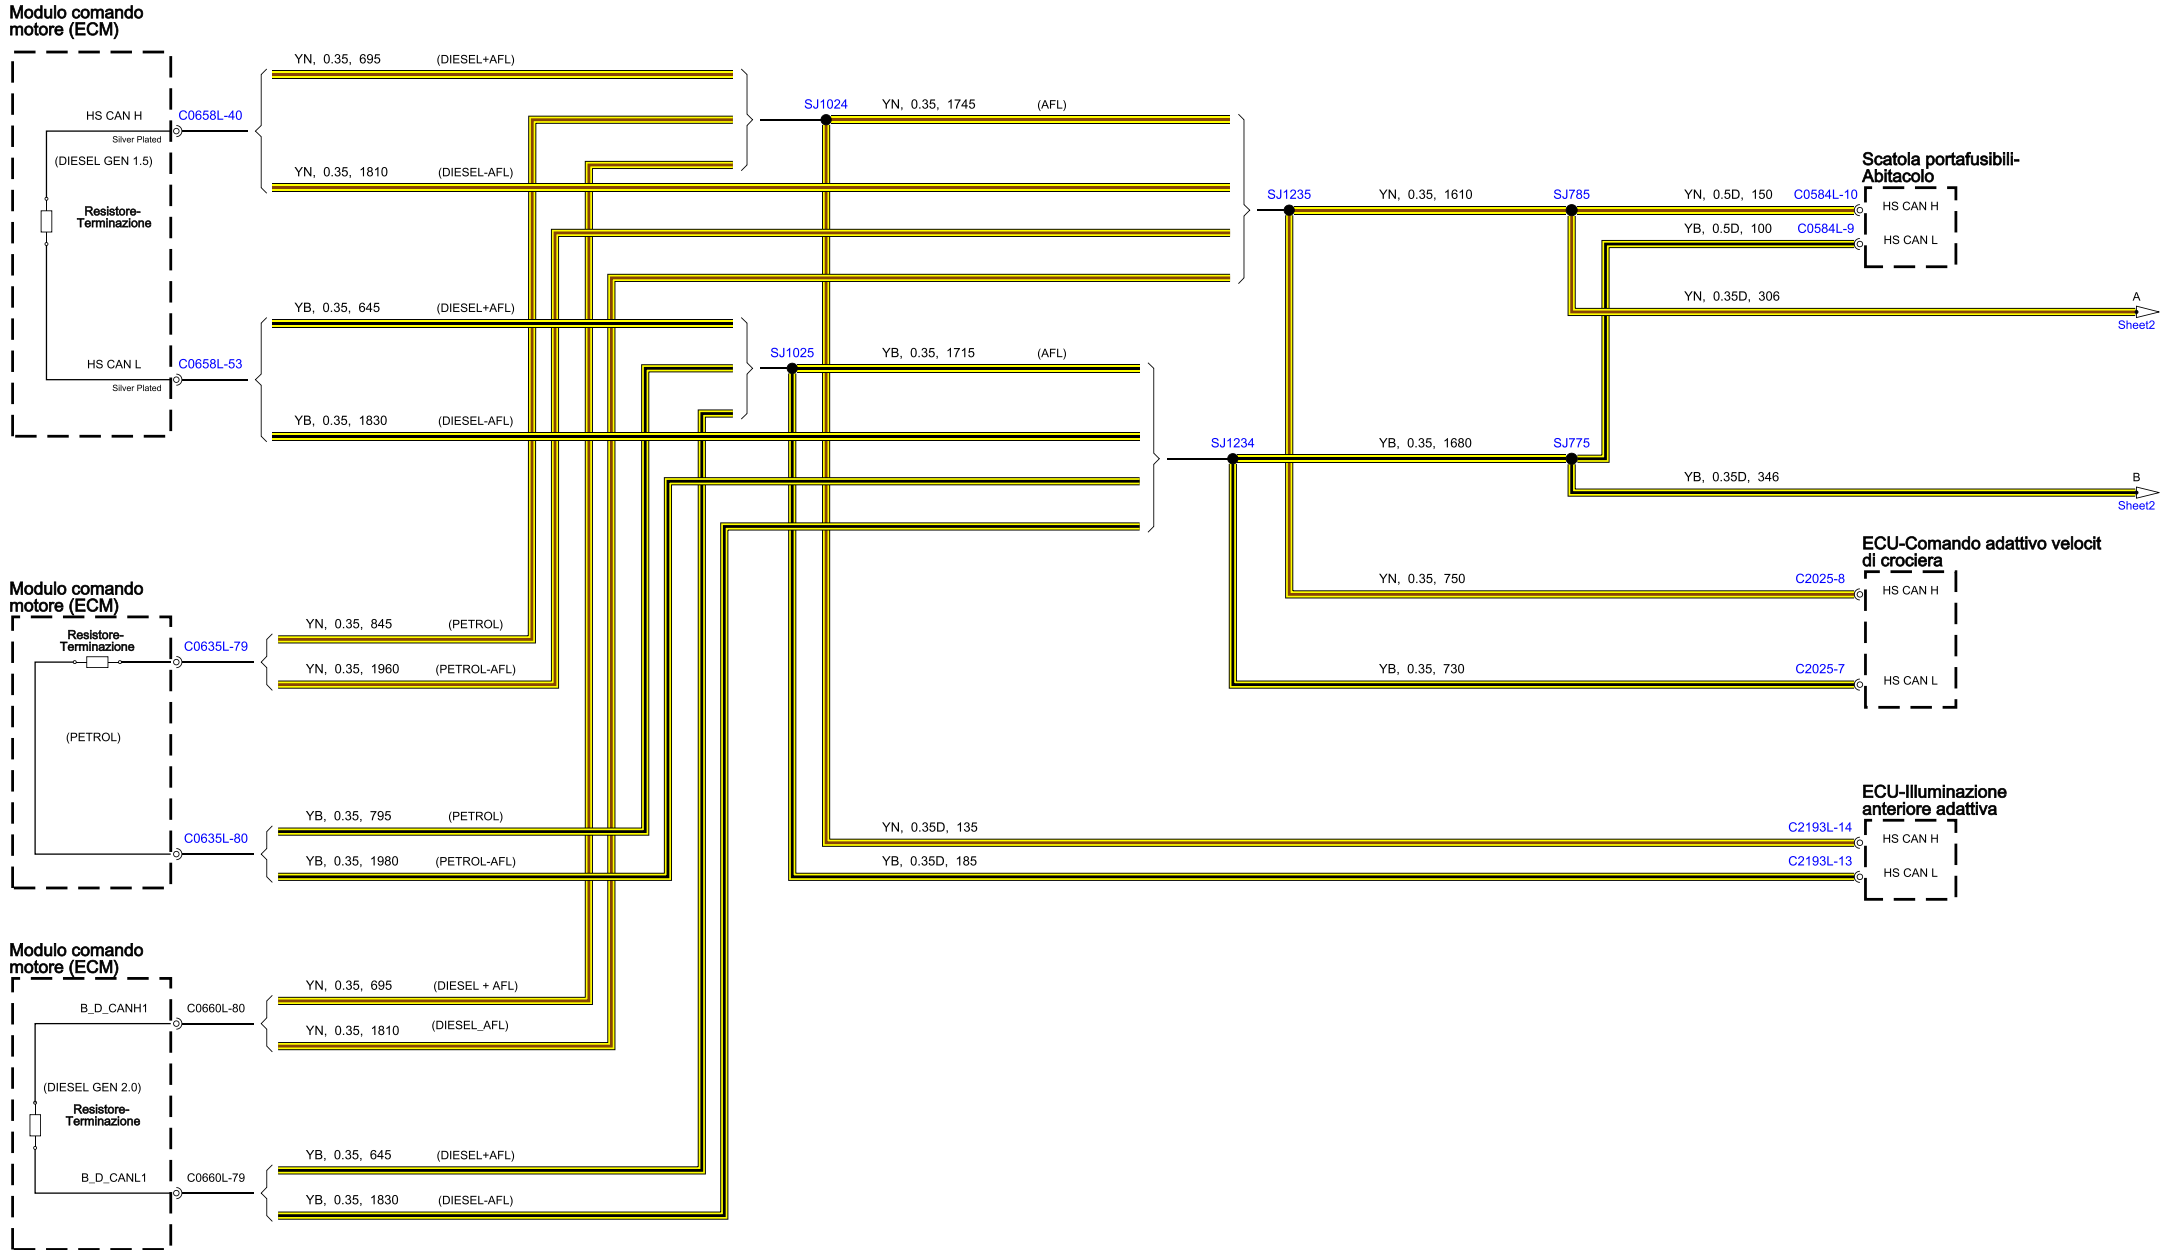 Modulo comando
motore (ECM)
HS CAN H
Silver Plated
(DIESEL GEN 1.5)
Resistore-
Terminazione
HS CAN L
Silver Plated
C0658L-40
C0658L-53
YN, 0.35, 695 (DIESEL+AFL)
YN, 0.35, 1810 (DIESEL-AFL)
YB, 0.35, 645 (DIESEL+AFL)
YB, 0.35, 1830 (DIESEL-AFL)
SJ1024
YN, 0.35, 1745 (AFL)
SJ1025
YB, 0.35, 1715 (AFL)
SJ1235
YN, 0.35, 1610
SJ785
YN, 0.5D, 150
C0584L-10
YB, 0.5D, 100
C0584L-9
Scatola portafusibili-
Abitacolo
HS CAN H
HS CAN L
YN, 0.35D, 306
A
Sheet2
SJ1234
YB, 0.35, 1680
SJ775
YB, 0.35D, 346
B
Sheet2
ECU-Comando adattivo velocit
di crociera
YN, 0.35, 750
C2025-8
HS CAN H
YB, 0.35, 730
C2025-7
HS CAN L
Modulo comando
motore (ECM)
Resistore-
Terminazione
(PETROL)
C0635L-79
C0635L-80
YN, 0.35, 845 (PETROL)
YN, 0.35, 1960 (PETROL-AFL)
YB, 0.35, 795 (PETROL)
YB, 0.35, 1980 (PETROL-AFL)
ECU-Illuminazione
anteriore adattiva
YN, 0.35D, 135
C2193L-14
HS CAN H
YB, 0.35D, 185
C2193L-13
HS CAN L
Modulo comando
motore (ECM)
B_D_CANH1
(DIESEL GEN 2.0)
Resistore-
Terminazione
B_D_CANL1
C0660L-80
C0660L-79
YN, 0.35, 695 (DIESEL + AFL)
YN, 0.35, 1810 (DIESEL_AFL)
YB, 0.35, 645 (DIESEL+AFL)
YB, 0.35, 1830 (DIESEL-AFL)